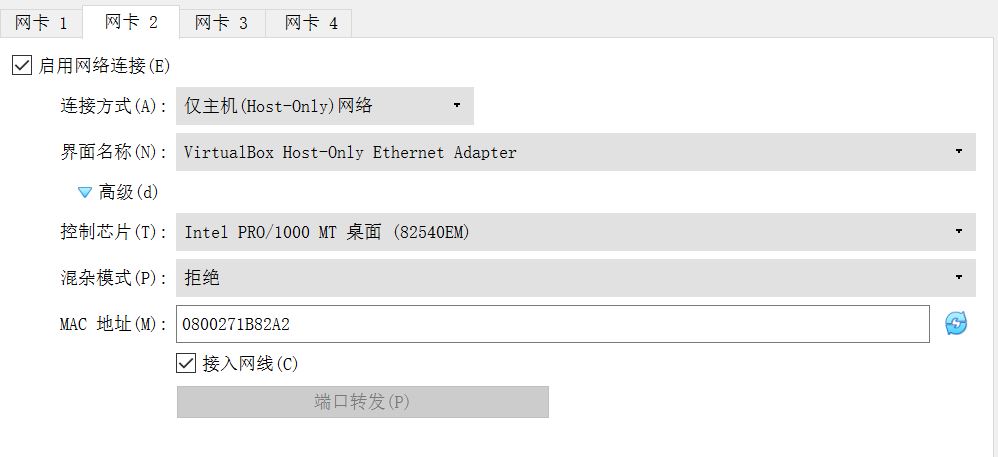 网卡 1 网卡 2 网卡 3 网卡 4
启用网络连接(E)
连接方式(A): 仅主机(Host-Only)网络
界面名称(N): VirtualBox Host-Only Ethernet Adapter
高级(d)
控制芯片(T): Intel PRO/1000 MT 桌面 (82540EM)
混杂模式(P): 拒绝
MAC 地址(M): 0800271B82A2
接入网线(C)
端口转发(P)